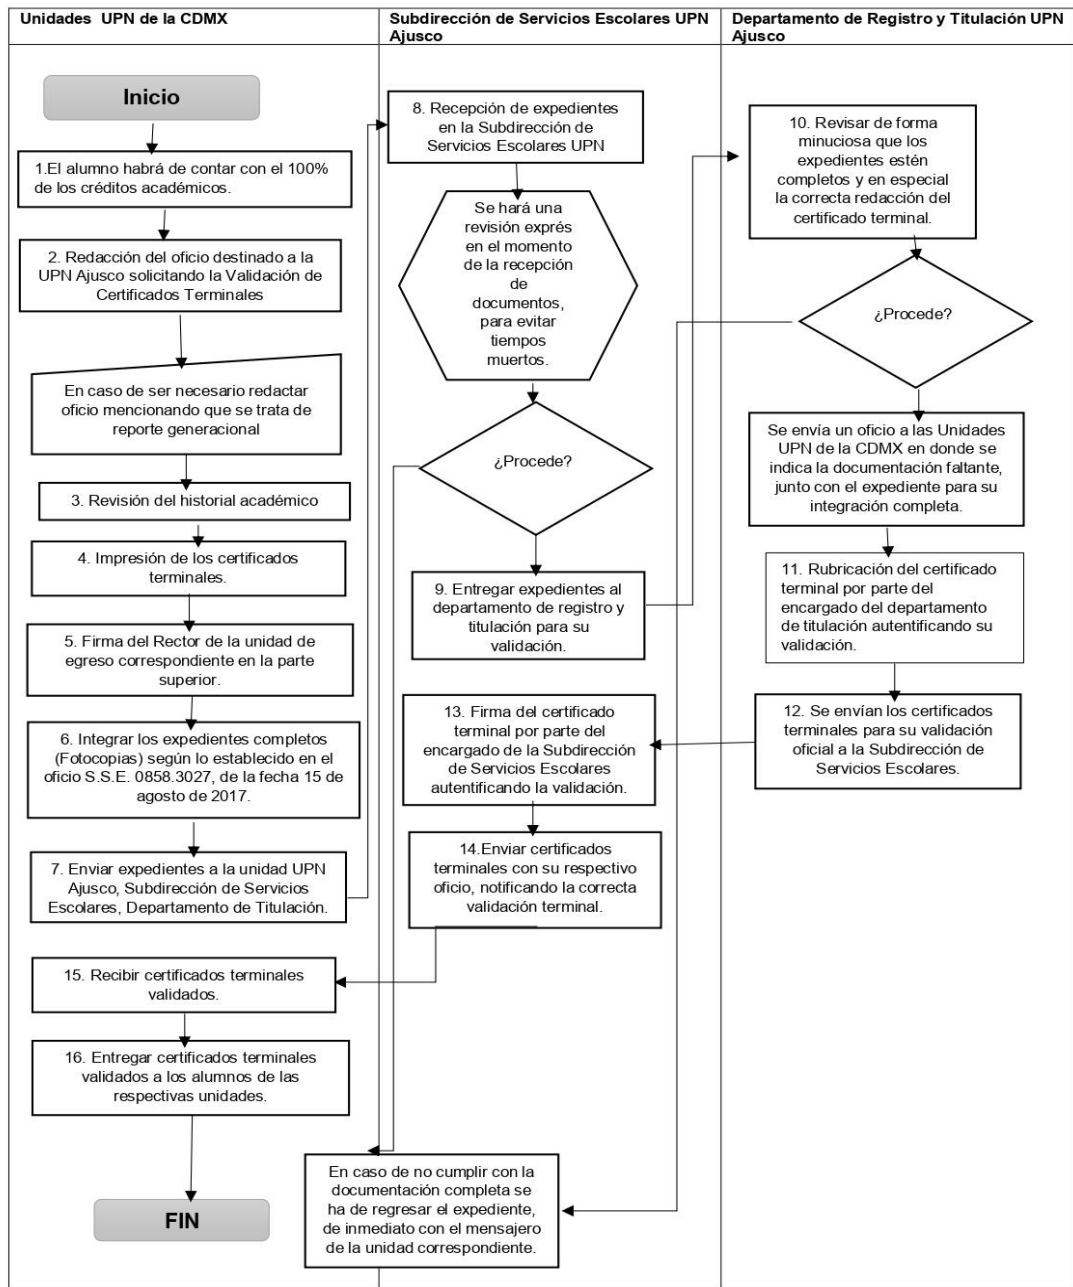 Unidades UPN de la CDMX
Subdirección de Servicios Escolares UPN
Ajusco
Departamento de Registro y Titulación UPN
Ajusco
Inicio
1.El alumno habrá de contar con el 100%
de los créditos académicos.
2. Redacción del oficio destinado a la
UPN Ajusco solicitando la Validación de
Certificados Terminales
En caso de ser necesario redactar
oficio mencionando que se trata de
reporte generacional
3. Revisión del historial académico
4. Impresión de los certificados
terminales.
5. Firma del Rector de la unidad de
egreso correspondiente en la parte
superior.
6. Integrar los expedientes completos
(Fotocopias) según lo establecido en el
oficio S.S.E. 0858.3027, de la fecha 15 de
agosto de 2017.
7. Enviar expedientes a la unidad UPN
Ajusco, Subdirección de Servicios
Escolares, Departamento de Titulación.
8. Recepción de expedientes
en la Subdirección de
Servicios Escolares UPN
Se hará una
revisión exprés
en el momento
de la recepción
de
documentos,
para evitar
tiempos
muertos.
¿Procede?
9. Entregar expedientes al
departamento de registro y
titulación para su
validación.
10. Revisar de forma
minuciosa que los
expedientes estén
completos y en especial
la correcta redacción del
certificado terminal.
¿Procede?
Se envía un oficio a las Unidades
UPN de la CDMX en donde se
indica la documentación faltante,
junto con el expediente para su
integración completa.
11. Rubricación del certificado
terminal por parte del
encargado del departamento
de titulación autentificando su
validación.
12. Se envían los certificados
terminales para su validación
oficial a la Subdirección de
Servicios Escolares.
13. Firma del certificado
terminal por parte del
encargado de la Subdirección
de Servicios Escolares
autentificando la validación.
14.Enviar certificados
terminales con su respectivo
oficio, notificando la correcta
validación terminal.
15. Recibir certificados terminales
validados.
16. Entregar certificados terminales
validados a los alumnos de las
respectivas unidades.
FIN
En caso de no cumplir con la
documentación completa se
ha de regresar el expediente,
de inmediato con el mensajero
de la unidad correspondiente.